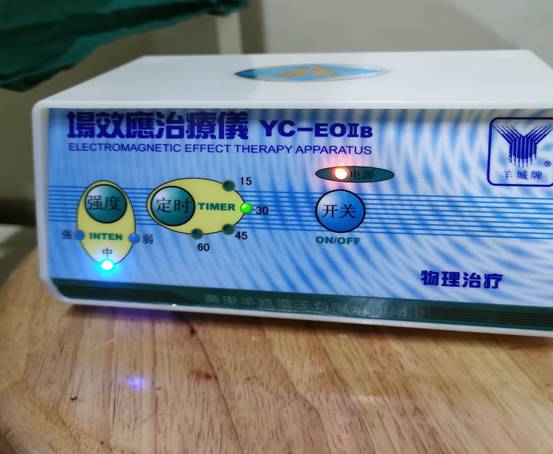 場效應治療儀 YC-EOⅡB
ELECTROMAGNETIC EFFECT THERAPY APPARATUS
羊城牌
®
电源
强度
定时 TIMER
开关
15
30
45
60
强 INTEN 弱
中
ON/OFF
物理治疗